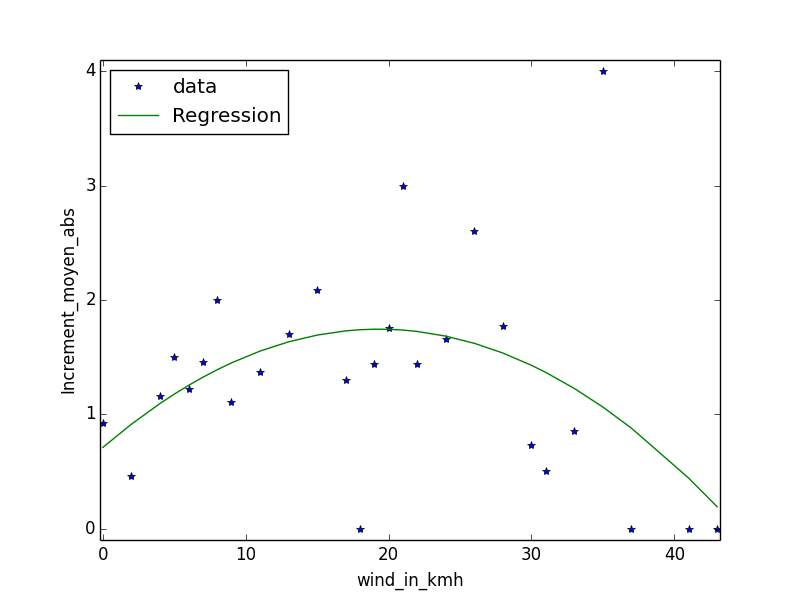 4
data
Regression
3
2
1
0
Increment_moyen_abs
0 10 20 30 40
wind_in_kmh